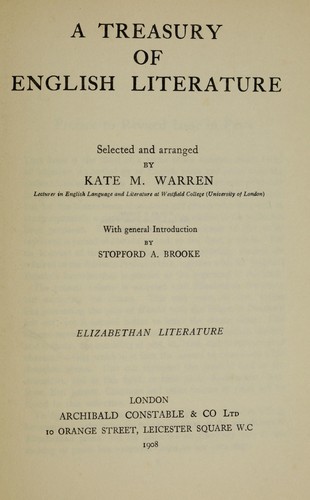 A TREASURY
OF
ENGLISH LITERATURE
Selected and arranged
BY
KATE M. WARREN
Lecturer in English Language and Literature at Westfield College (University of London)
With general Introduction
BY
STOPFORD A. BROOKE
ELIZABETHAN LITERATURE
LONDON
ARCHIBALD CONSTABLE & CO LTD
10 ORANGE STREET, LEICESTER SQUARE W.C
1908